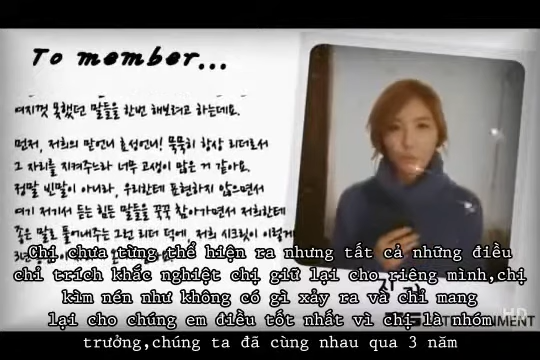 To member...
여지껏 못했던 말들을 한번 해보려고 하는데요.
먼저, 저희의 맏언니 효성언니! 묵묵히 항상 리더로서
그 자리를 지켜주느라 너무 고생이 많은 거 같아요.
정말 빈말이 아니라, 우리한테 표현하지 않으면서
여기 저기서 듣는 힘든 말들을 꾹꾹 참아가면서 저희한테
좋은 말로 풀어내주는 그런 리더 덕에, 저희 시크릿이 이렇게
Chị chưa từng thể hiện ra nhưng tất cả những điều
chỉ trích khắc nghiệt chị giữ lại cho riêng mình,chị
kìm nén như không có gì xảy ra và chỉ mang
lại cho chúng em điều tốt nhất vì chị là nhóm
trưởng,chúng ta đã cùng nhau qua 3 năm
HD